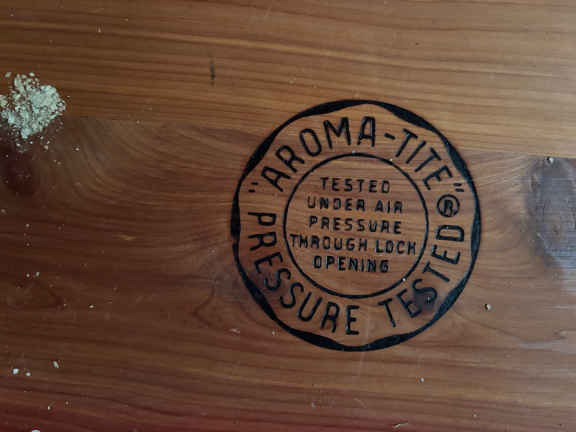 "AROMA-TITE"®
TESTED
UNDER AIR
PRESSURE
THROUGH LOCK
OPENING
PRESSURE TESTED